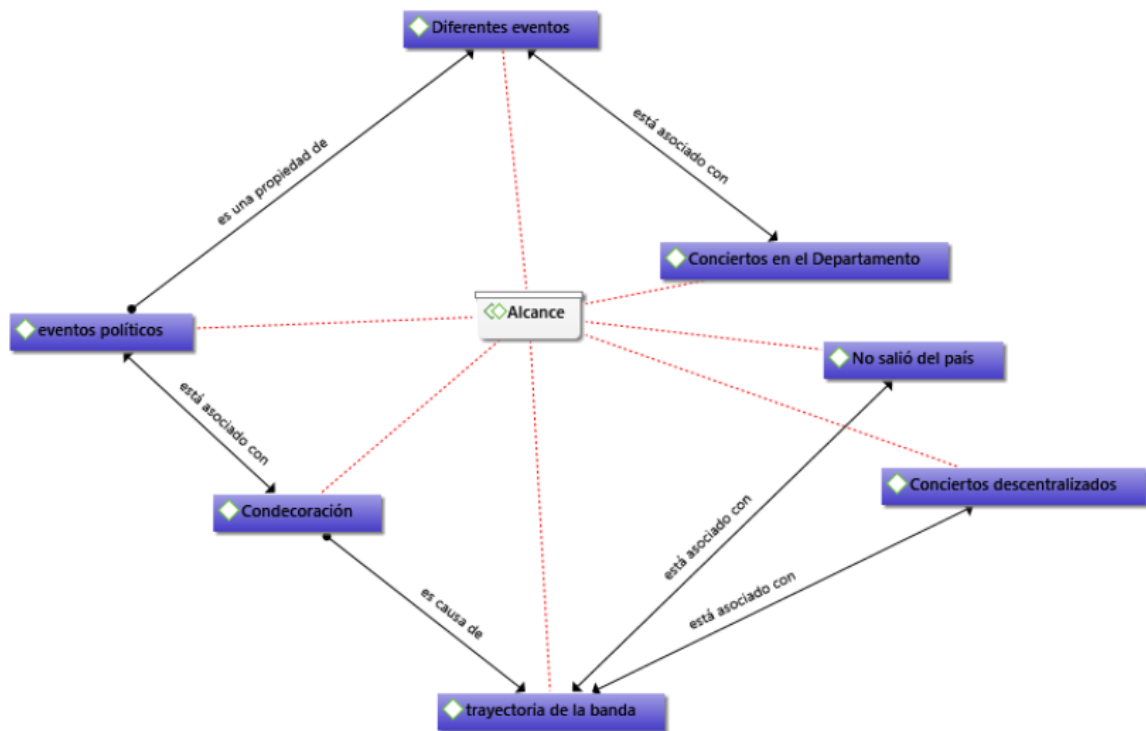 Diferentes eventos
está asociado con
es una propiedad de
Conciertos en el Departamento
Alcance
eventos políticos
No salió del país
está asociado con
Conciertos descentralizados
Condecoración
está asociado con
está asociado con
es causa de
trayectoria de la banda